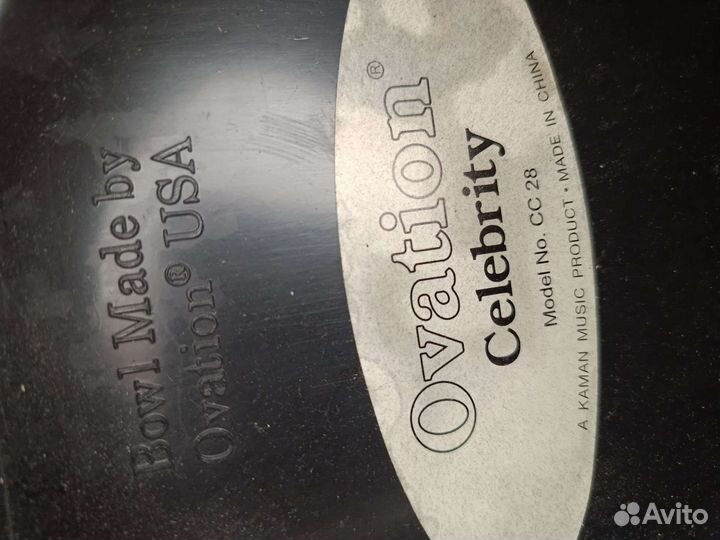 Bowl Made by
Ovation® USA
Ovation®
Celebrity
Model No. CC 28
A KAMAN MUSIC PRODUCT • MADE IN CHINA
Avito